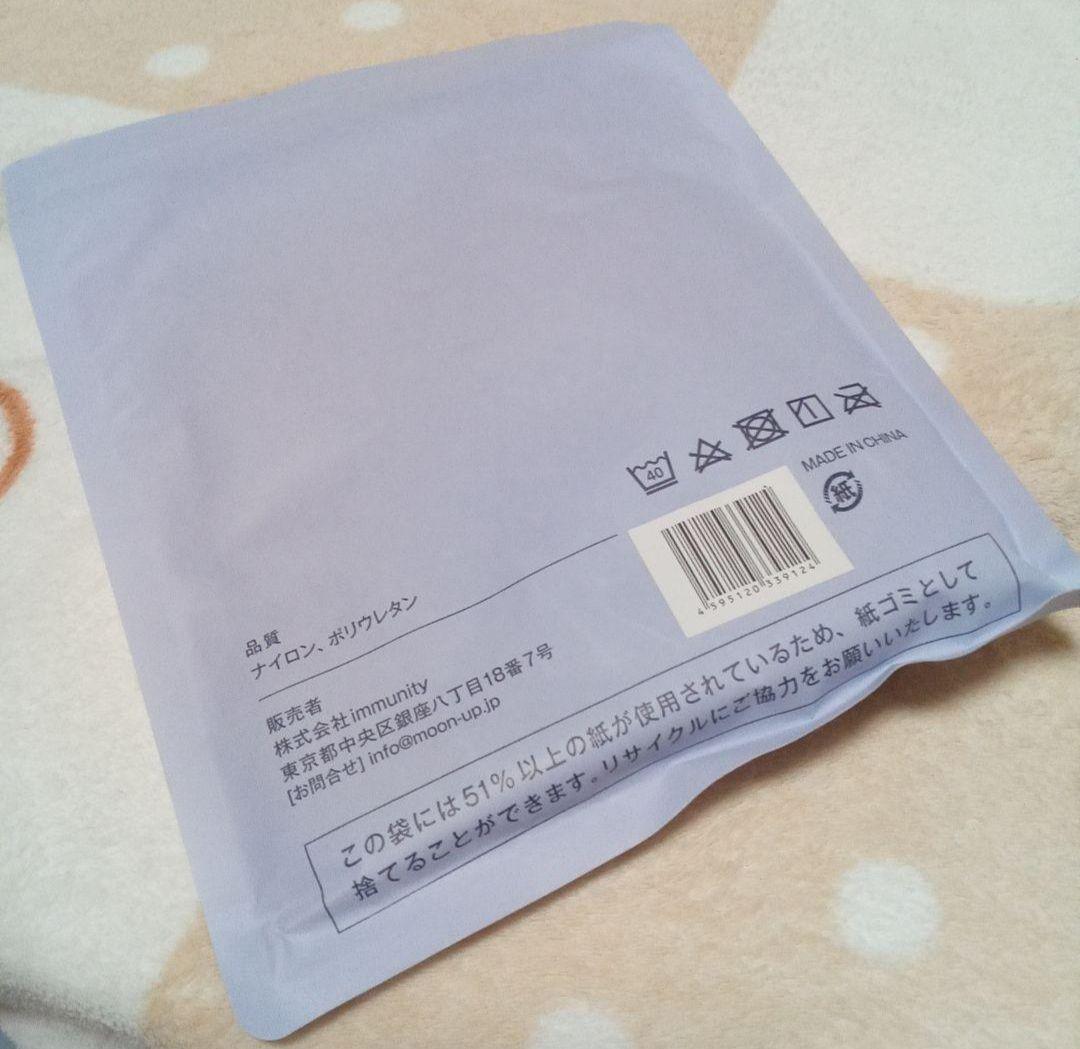 40
MADE IN CHINA
紙
4595120539124
品質
ナイロン、ポリウレタン
販売者
株式会社immunity
東京都中央区銀座八丁目18番7号
[お問合せ] info@moon-up.jp
この袋には51%以上の紙が使用されているため、紙ゴミとして
捨てることができます。リサイクルにご協力をお願いいたします。